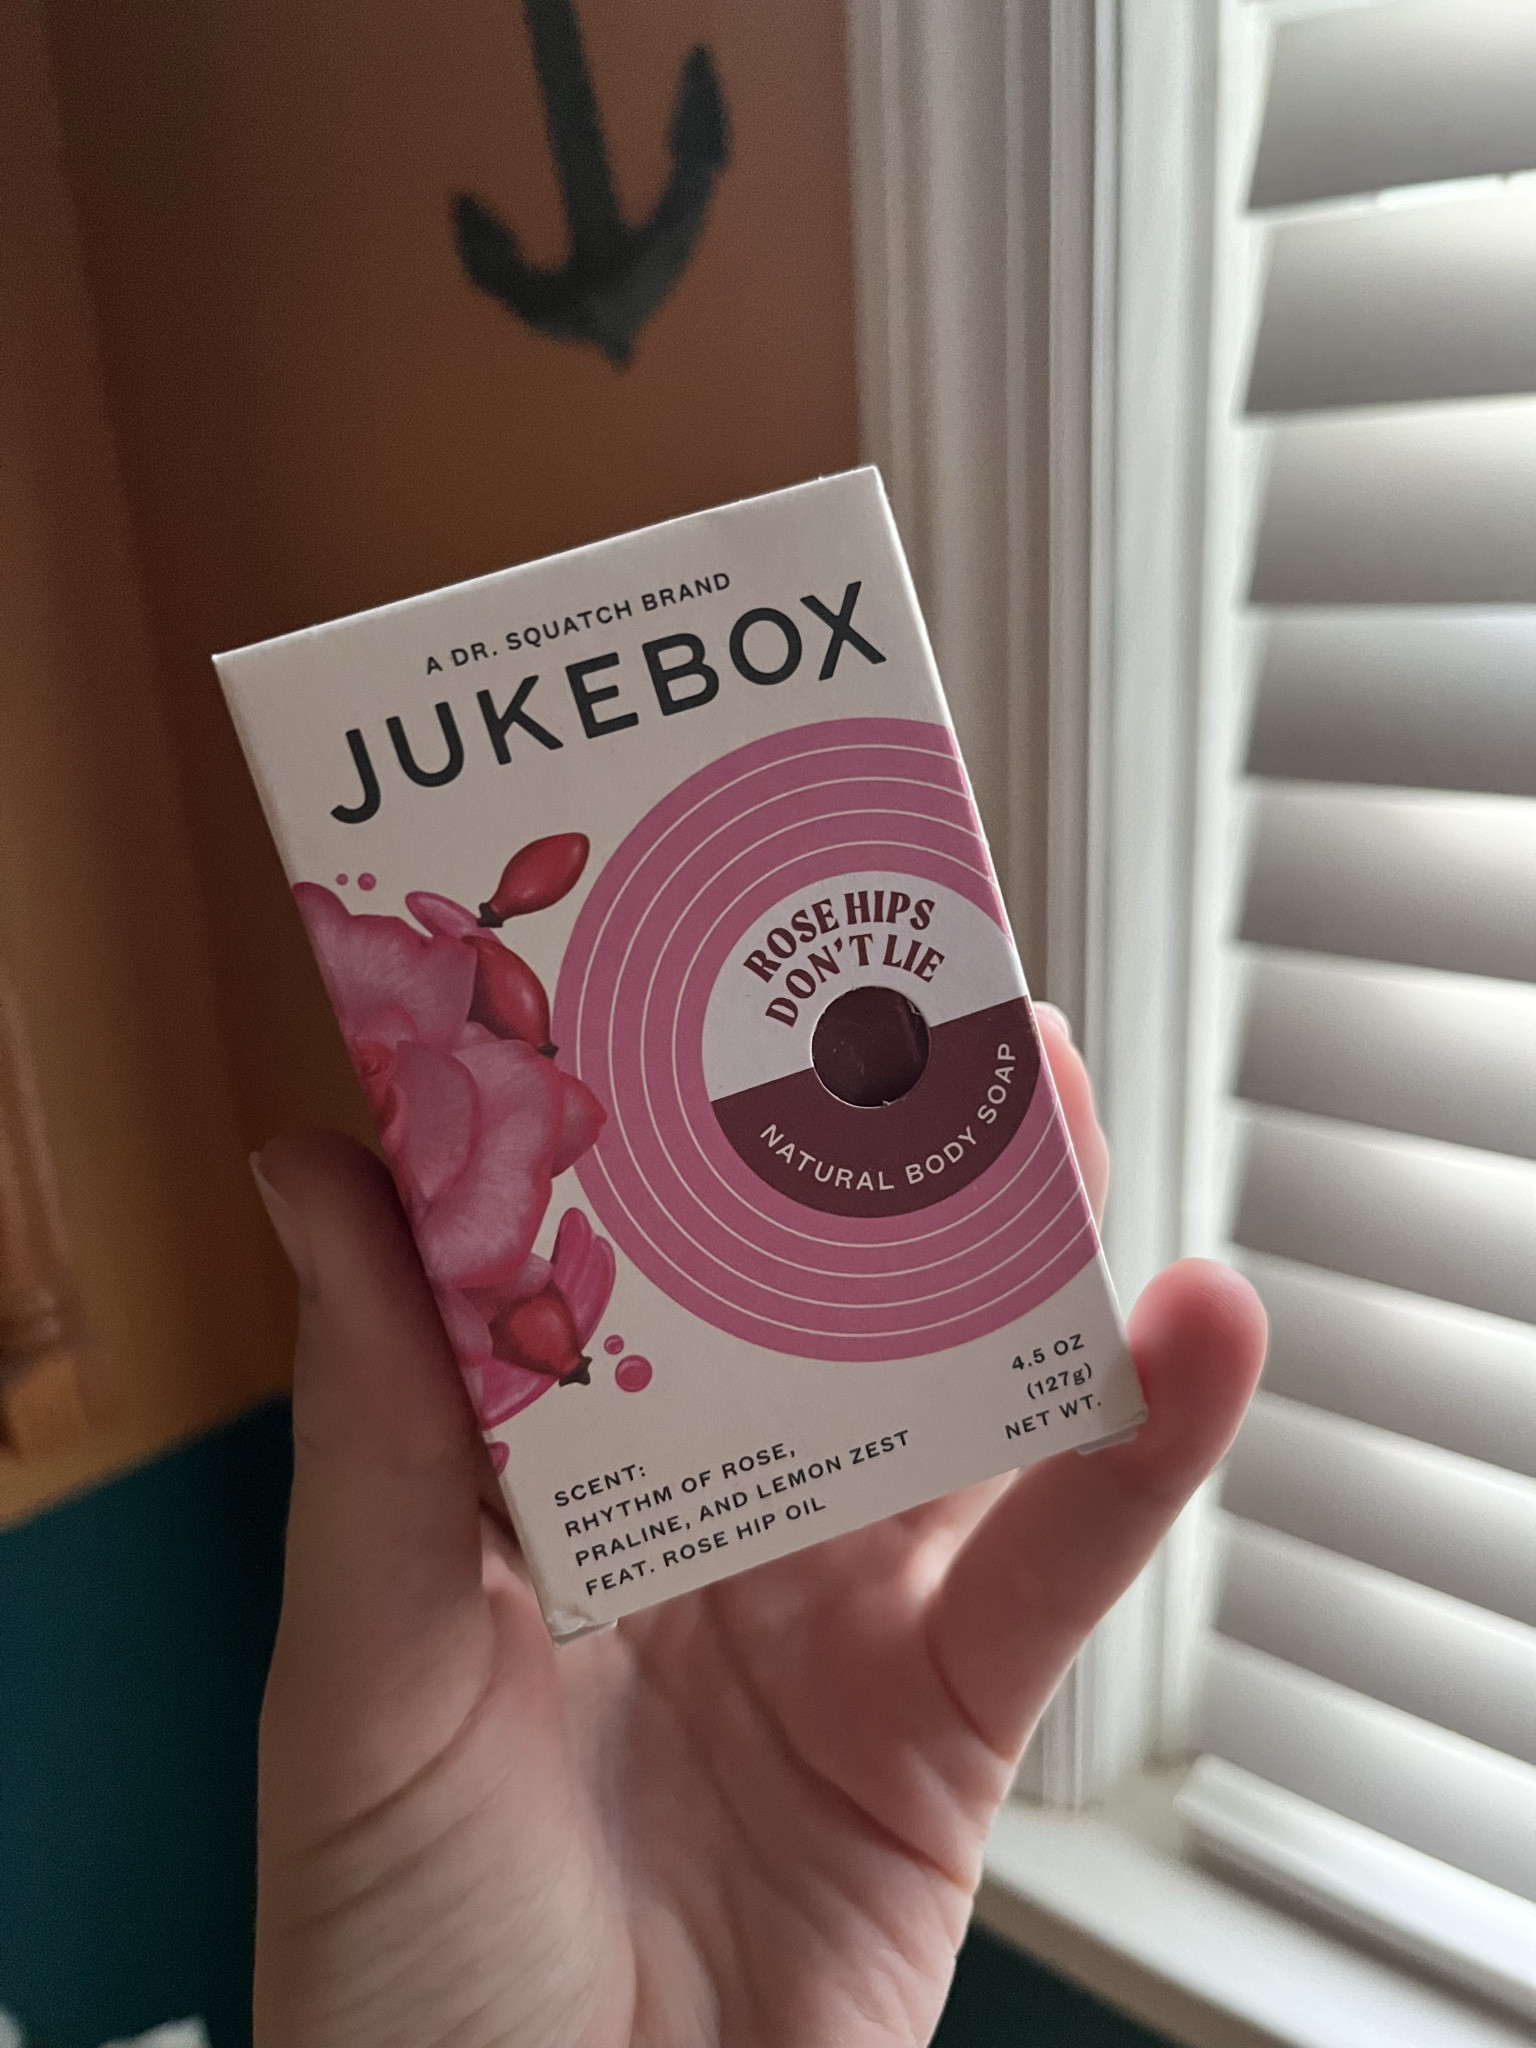 A DR. SQUATCH BRAND
JUKEBOX
ROSE HIPS
DON'T LIE
NATURAL BODY SOAP
4.5 OZ
(127g)
NET WT.
SCENT:
RHYTHM OF ROSE,
PRALINE, AND LEMON ZEST
FEAT. ROSE HIP OIL